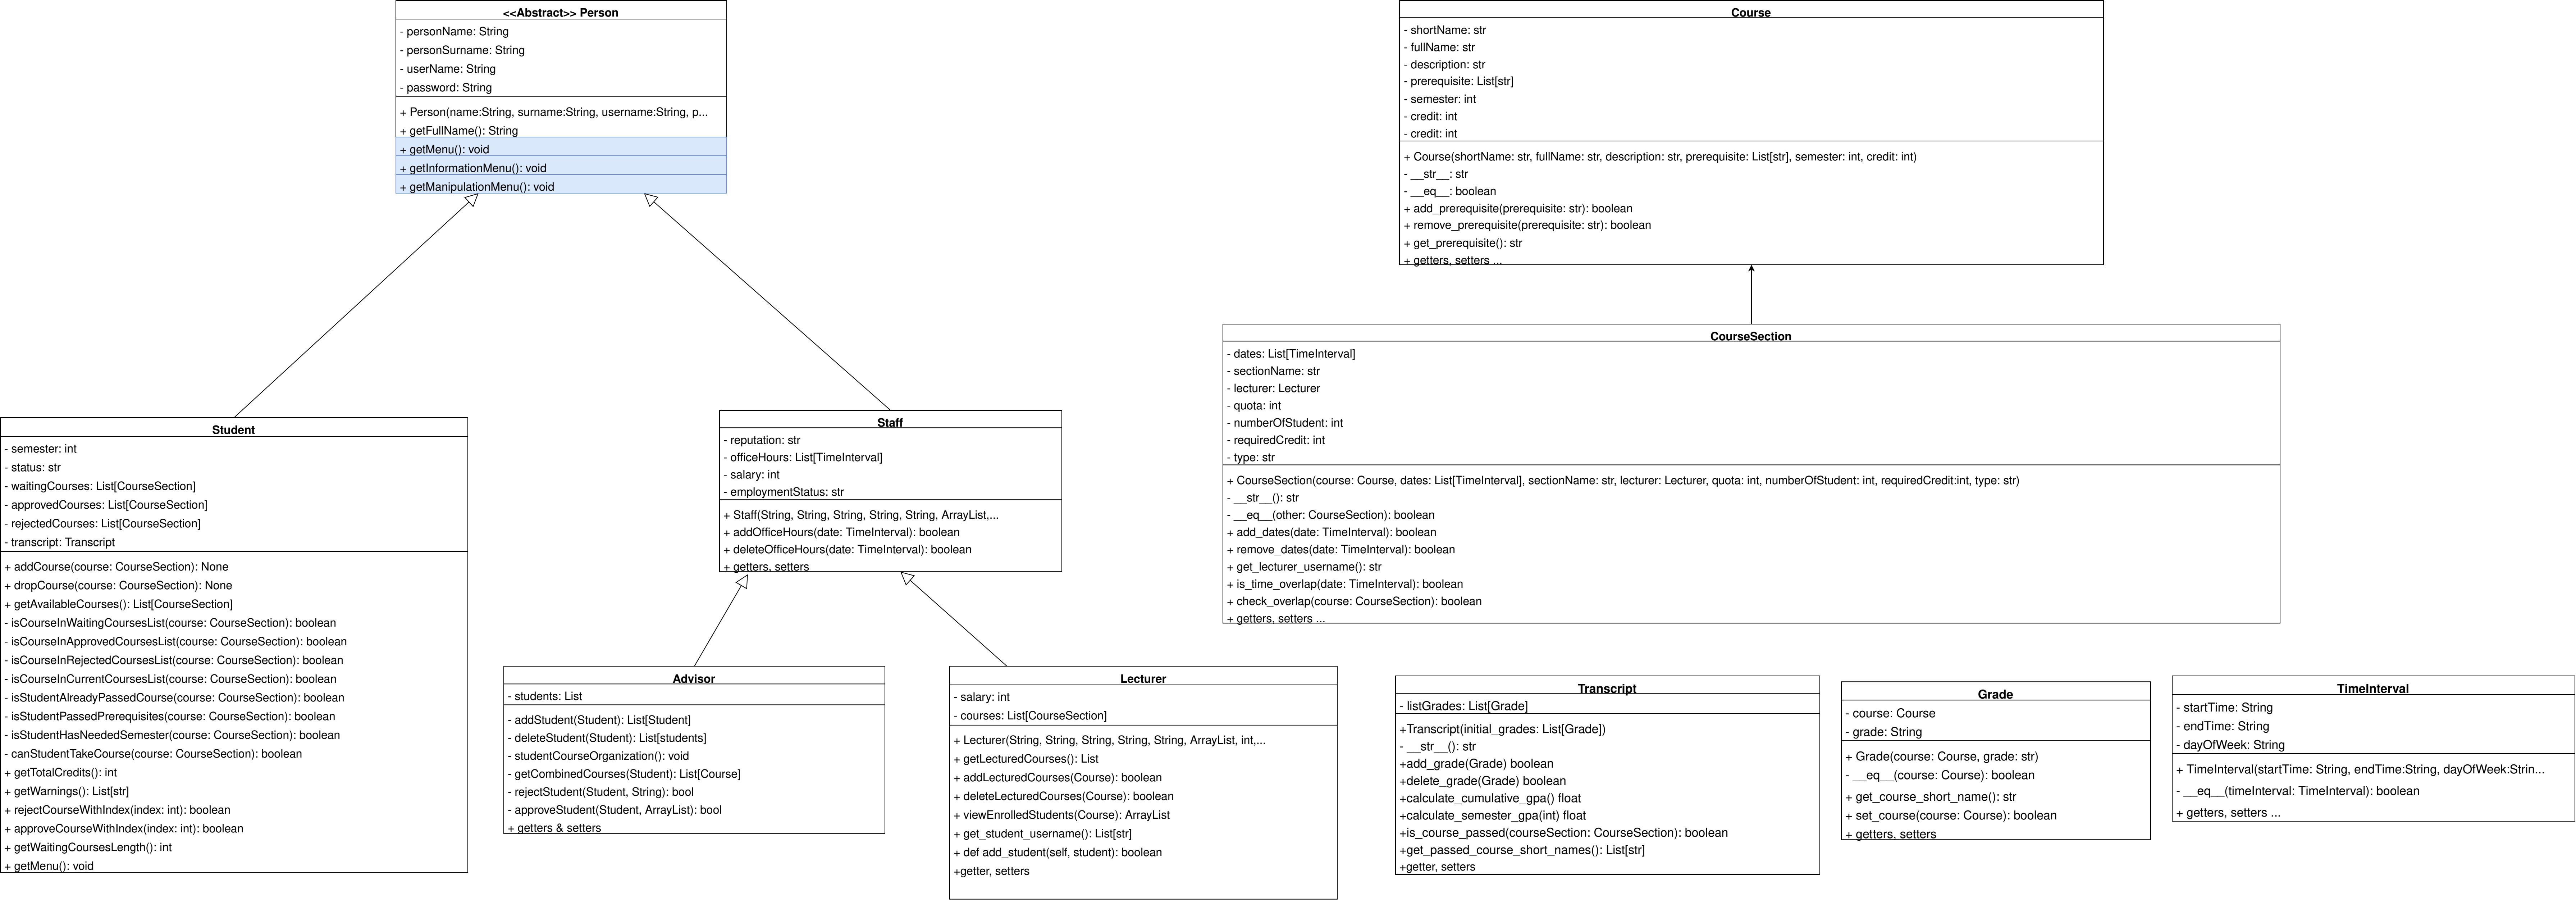 <<Abstract>> Person
- personName: String
- personSurname: String
- userName: String
- password: String
+ Person(name:String, surname:String, username:String, p...
+ getFullName(): String
+ getMenu(): void
+ getInformationMenu(): void
+ getManipulationMenu(): void
Course
- shortName: str
- fullName: str
- description: str
- prerequisite: List[str]
- semester: int
- credit: int
- credit: int
+ Course(shortName: str, fullName: str, description: str, prerequisite: List[str], semester: int, credit: int)
- __str__: str
- __eq__: boolean
+ add_prerequisite(prerequisite: str): boolean
+ remove_prerequisite(prerequisite: str): boolean
+ get_prerequisite(): str
+ getters, setters ...
CourseSection
- dates: List[TimeInterval]
- sectionName: str
- lecturer: Lecturer
- quota: int
- numberOfStudent: int
- requiredCredit: int
- type: str
+ CourseSection(course: Course, dates: List[TimeInterval], sectionName: str, lecturer: Lecturer, quota: int, numberOfStudent: int, requiredCredit:int, type: str)
- __str__(): str
- __eq__(other: CourseSection): boolean
+ add_dates(date: TimeInterval): boolean
+ remove_dates(date: TimeInterval): boolean
+ get_lecturer_username(): str
+ is_time_overlap(date: TimeInterval): boolean
+ check_overlap(course: CourseSection): boolean
+ getters, setters ...
Student
- semester: int
- status: str
- waitingCourses: List[CourseSection]
- approvedCourses: List[CourseSection]
- rejectedCourses: List[CourseSection]
- transcript: Transcript
+ addCourse(course: CourseSection): None
+ dropCourse(course: CourseSection): None
+ getAvailableCourses(): List[CourseSection]
- isCourseInWaitingCoursesList(course: CourseSection): boolean
- isCourseInApprovedCoursesList(course: CourseSection): boolean
- isCourseInRejectedCoursesList(course: CourseSection): boolean
- isCourseInCurrentCoursesList(course: CourseSection): boolean
- isStudentAlreadyPassedCourse(course: CourseSection): boolean
- isStudentPassedPrerequisites(course: CourseSection): boolean
- isStudentHasNeededSemester(course: CourseSection): boolean
- canStudentTakeCourse(course: CourseSection): boolean
+ getTotalCredits(): int
+ getWarnings(): List[str]
+ rejectCourseWithIndex(index: int): boolean
+ approveCourseWithIndex(index: int): boolean
+ getWaitingCoursesLength(): int
+ getMenu(): void
Staff
- reputation: str
- officeHours: List[TimeInterval]
- salary: int
- employmentStatus: str
+ Staff(String, String, String, String, String, ArrayList,...
+ addOfficeHours(date: TimeInterval): boolean
+ deleteOfficeHours(date: TimeInterval): boolean
+ getters, setters
Advisor
- students: List
- addStudent(Student): List[Student]
- deleteStudent(Student): List[students]
- studentCourseOrganization(): void
- getCombinedCourses(Student): List[Course]
- rejectStudent(Student, String): bool
- approveStudent(Student, ArrayList): bool
+ getters & setters
Lecturer
- salary: int
- courses: List[CourseSection]
+ Lecturer(String, String, String, String, String, ArrayList, int,...
+ getLecturedCourses(): List
+ addLecturedCourses(Course): boolean
+ deleteLecturedCourses(Course): boolean
+ viewEnrolledStudents(Course): ArrayList
+ get_student_username(): List[str]
+ def add_student(self, student): boolean
+getter, setters
Transcript
- listGrades: List[Grade]
+Transcript(initial_grades: List[Grade])
- __str__(): str
+add_grade(Grade) boolean
+delete_grade(Grade) boolean
+calculate_cumulative_gpa() float
+calculate_semester_gpa(int) float
+is_course_passed(courseSection: CourseSection): boolean
+get_passed_course_short_names(): List[str]
+getter, setters
Grade
- course: Course
- grade: String
+ Grade(course: Course, grade: str)
- __eq__(course: Course): boolean
+ get_course_short_name(): str
+ set_course(course: Course): boolean
+ getters, setters
TimeInterval
- startTime: String
- endTime: String
- dayOfWeek: String
+ TimeInterval(startTime: String, endTime:String, dayOfWeek:Strin...
- __eq__(timeInterval: TimeInterval): boolean
+ getters, setters ...